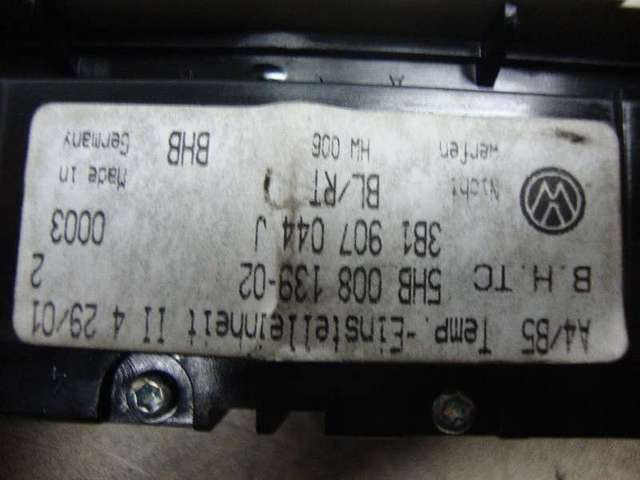 A4/B5 Temp.-Einstelleinheit II 4 29/01
B.H.TC 5HB 008 139-02 2
3B1 907 044 J 0003
Nicht BL/RT Made in
werfen HW 006 BHB Germany